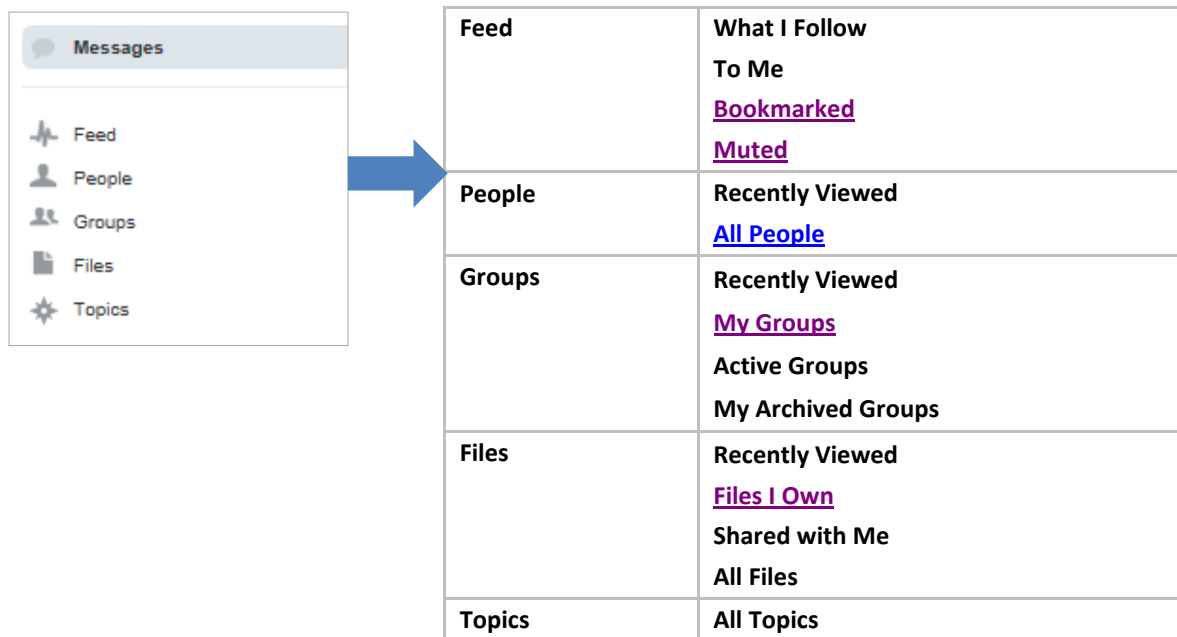 Messages
Feed
People
Groups
Files
Topics
Feed What I Follow
To Me
Bookmarked
Muted
People Recently Viewed
All People
Groups Recently Viewed
My Groups
Active Groups
My Archived Groups
Files Recently Viewed
Files I Own
Shared with Me
All Files
Topics All Topics